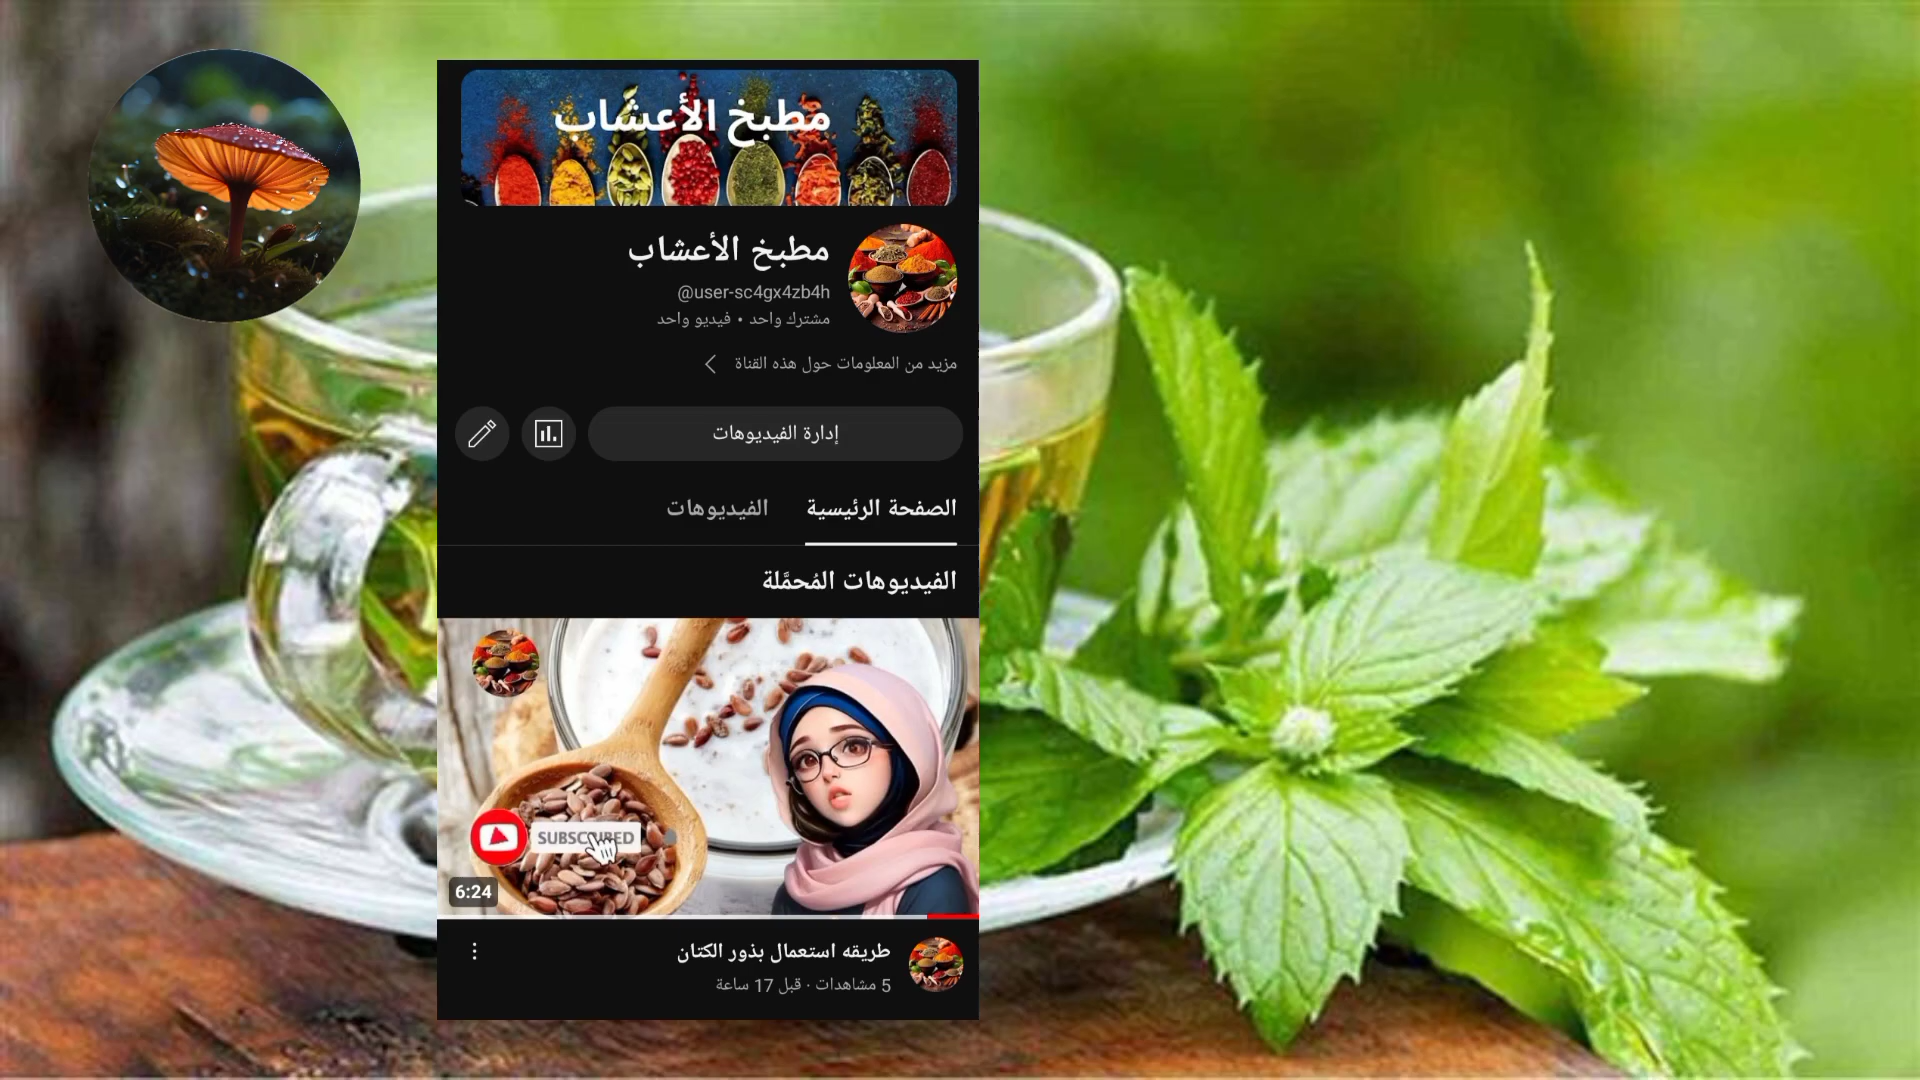 مطبخ الأعشاب
مطبخ الأعشاب
@user-sc4gx4zb4h
مشترك واحد • فيديو واحد
مزيد من المعلومات حول هذه القناة
إدارة الفيديوهات
الصفحة الرئيسية
الفيديوهات
الفيديوهات المُحمَّلة
SUBSCRIBED
6:24
طريقه استعمال بذور الكتان
5 مشاهدات · قبل 17 ساعة